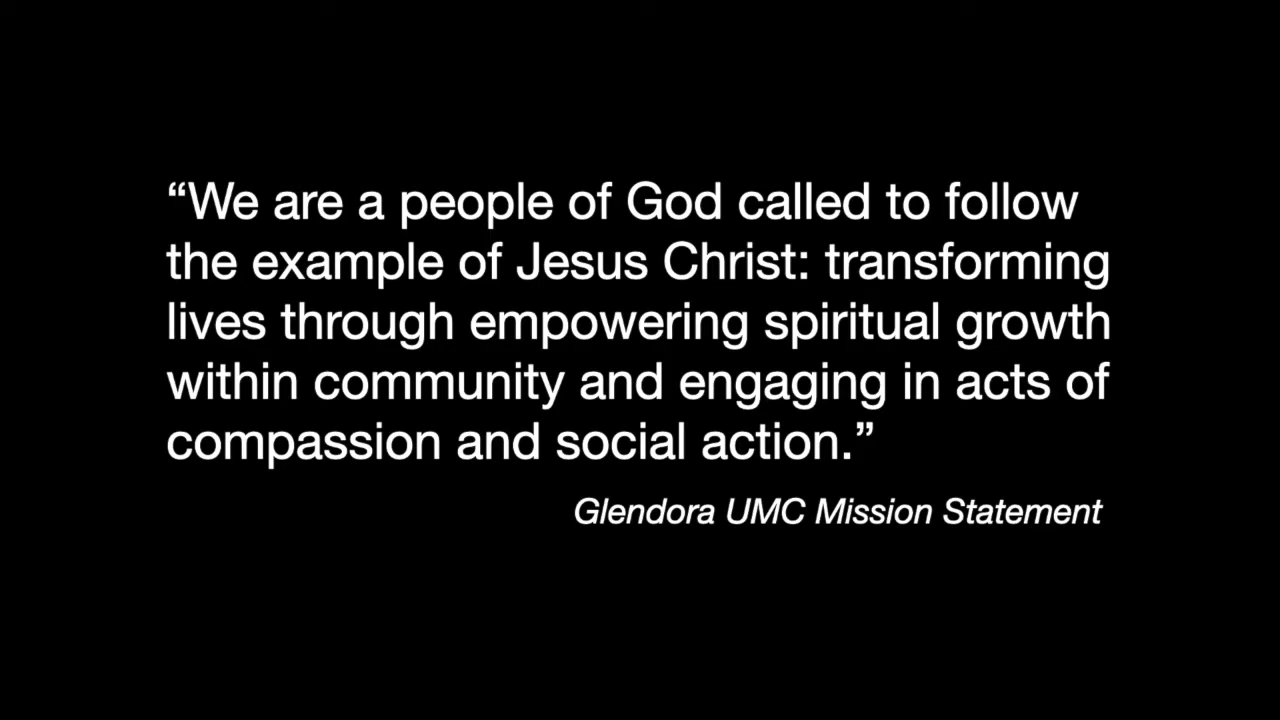 “We are a people of God called to follow
the example of Jesus Christ: transforming
lives through empowering spiritual growth
within community and engaging in acts of
compassion and social action.”
Glendora UMC Mission Statement